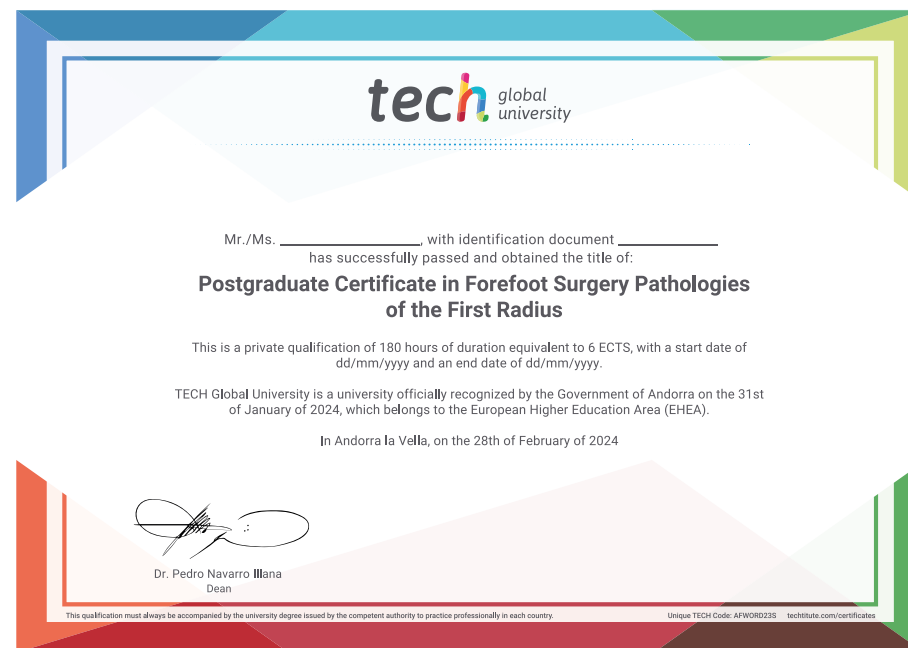 tech global university
Mr./Ms. ____________________, with identification document ______________
has successfully passed and obtained the title of:
Postgraduate Certificate in Forefoot Surgery Pathologies
of the First Radius
This is a private qualification of 180 hours of duration equivalent to 6 ECTS, with a start date of
dd/mm/yyyy and an end date of dd/mm/yyyy.
TECH Global University is a university officially recognized by the Government of Andorra on the 31st
of January of 2024, which belongs to the European Higher Education Area (EHEA).
In Andorra la Vella, on the 28th of February of 2024
Dr. Pedro Navarro Illana
Dean
This qualification must always be accompanied by the university degree issued by the competent authority to practice professionally in each country.
Unique TECH Code: AFWORD23S techtitute.com/certificates